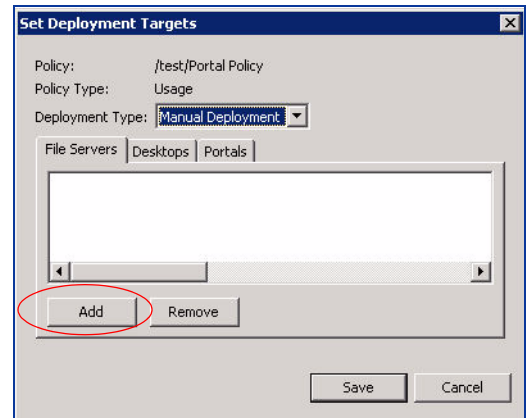 Set Deployment Targets
Policy: /test/Portal Policy
Policy Type: Usage
Deployment Type: Manual Deployment
File Servers Desktops Portals
Add Remove
Save Cancel